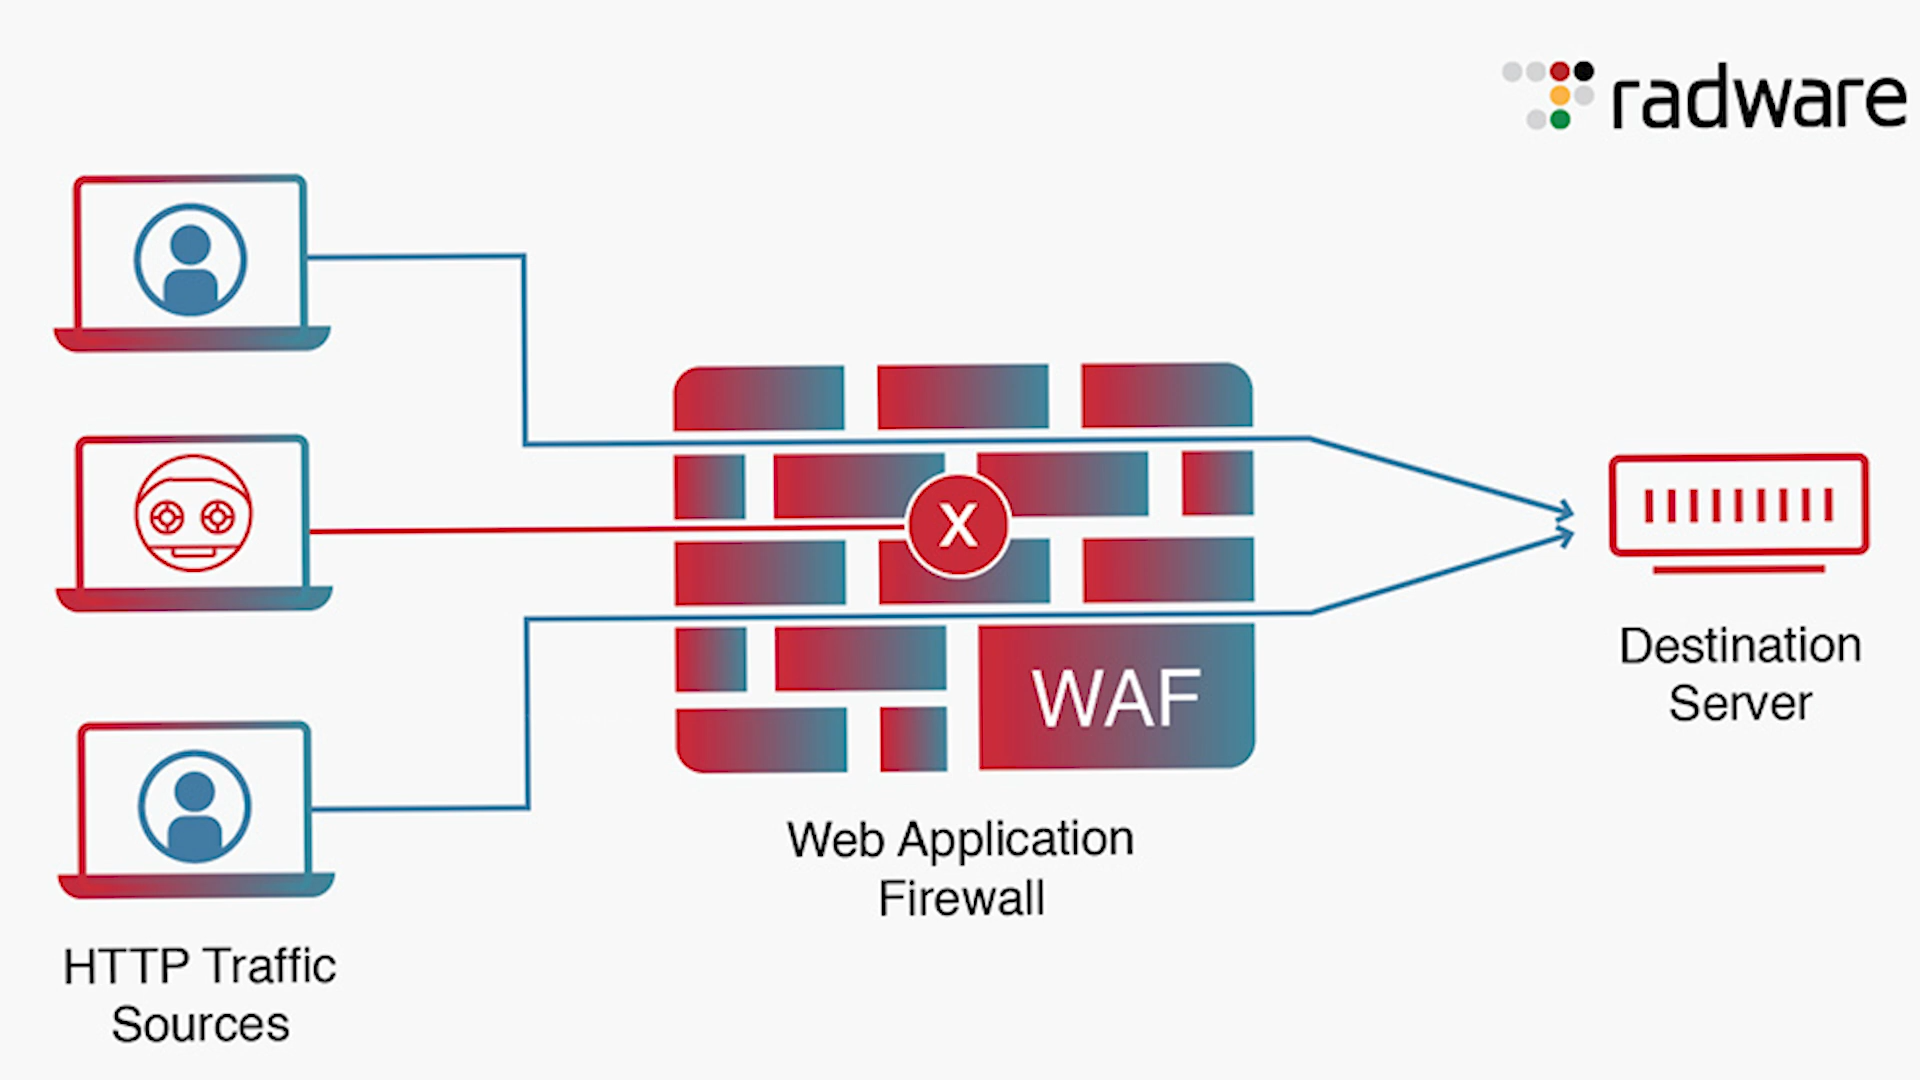 radware
X
WAF
Destination
Server
Web Application
Firewall
HTTP Traffic
Sources